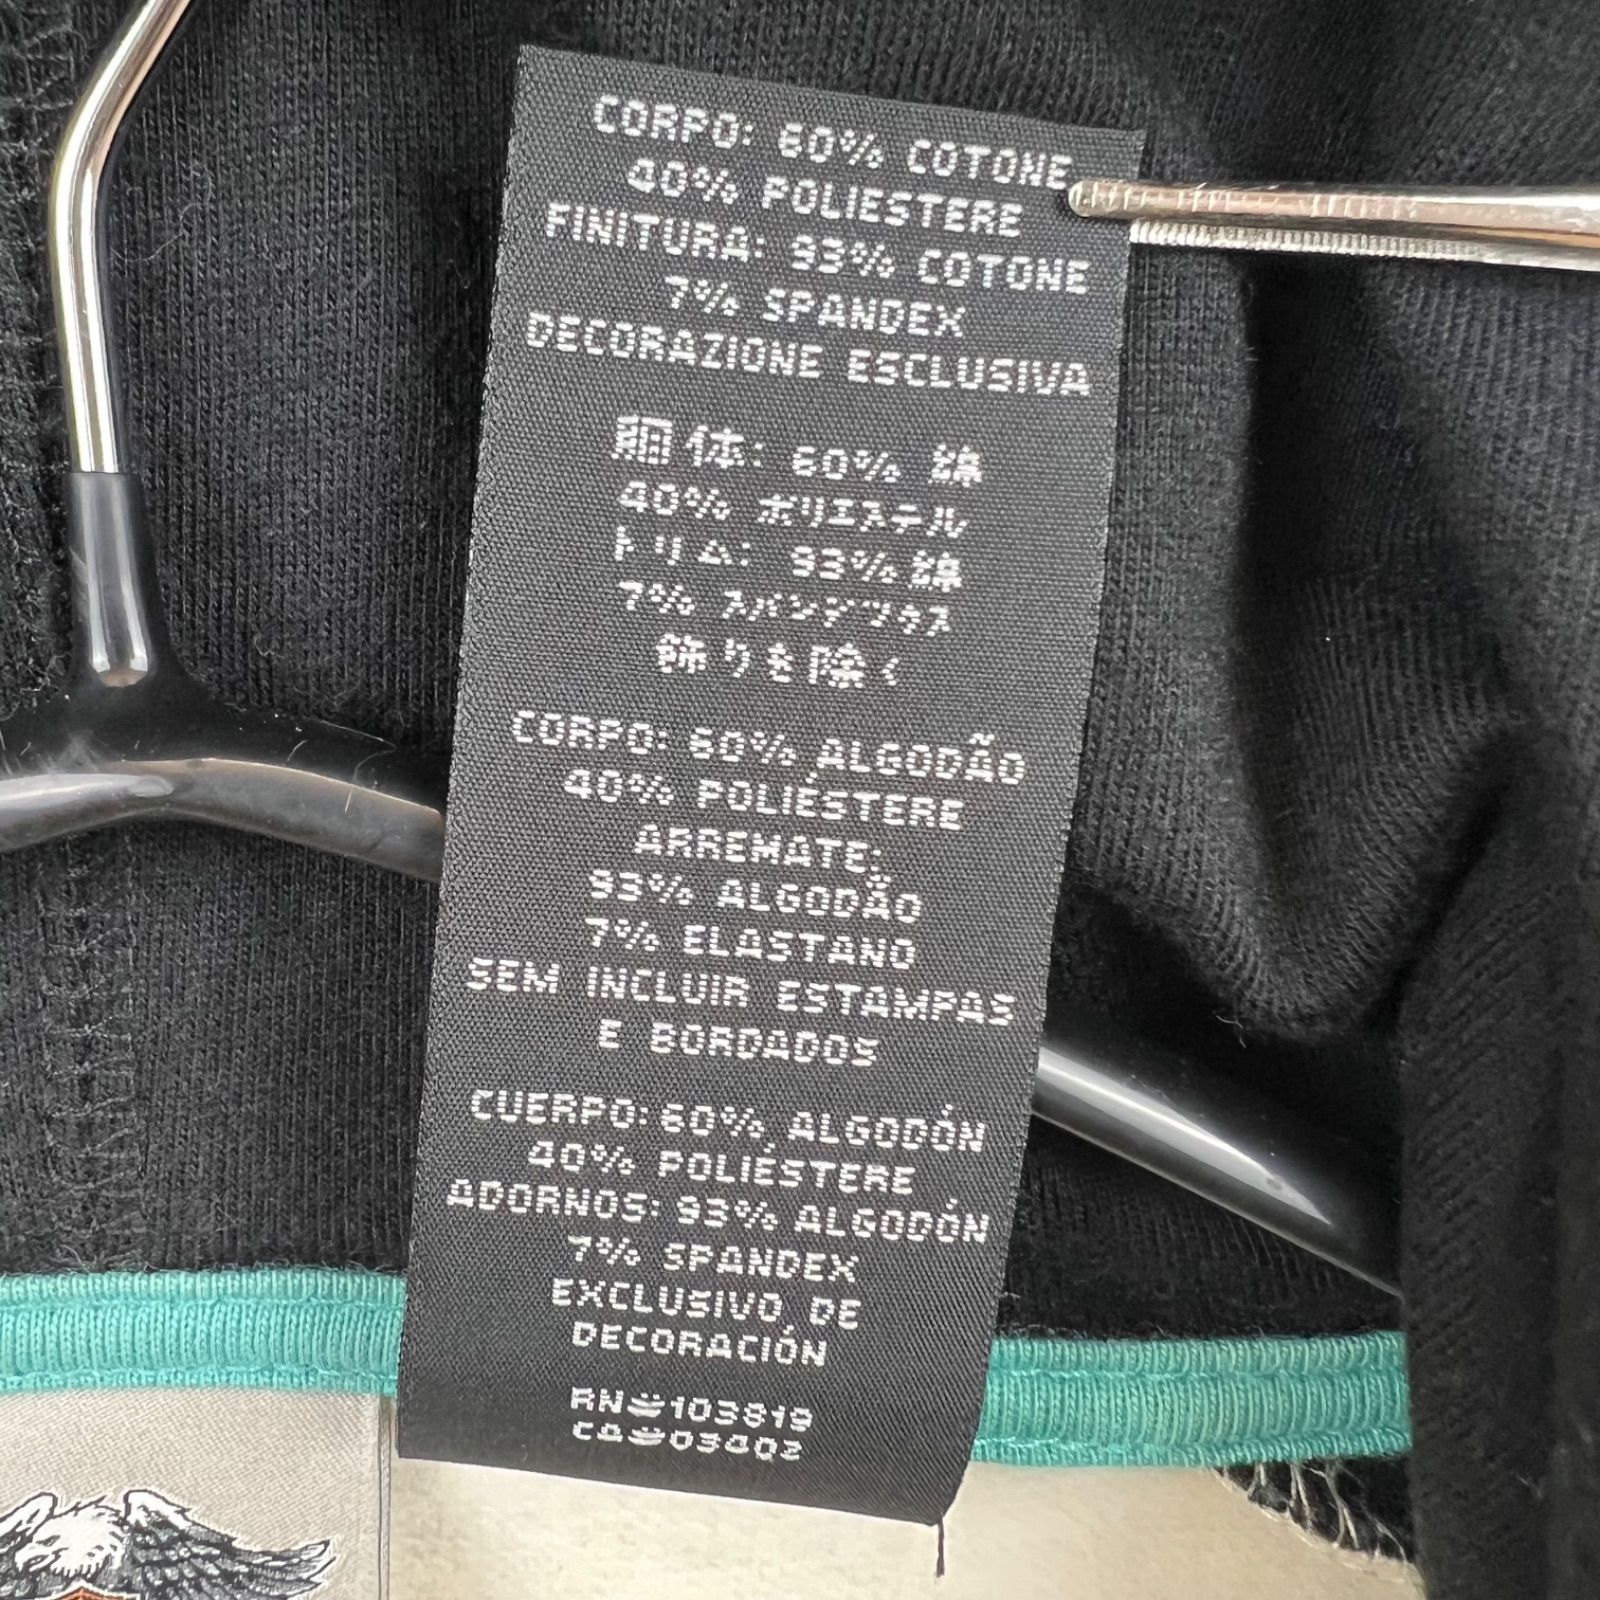 CORPO: 60% COTONE
40% POLIESTERE
FINITURA: 93% COTONE
7% SPANDEX
DECORAZIONE ESCLUSIVA
胴体: 60% 綿
40% ポリエステル
トリム: 93% 綿
7% スパンデックス
飾りを除く
CORPO: 60% ALGODÃO
40% POLIÉSTERE
ARREMATE:
93% ALGODÃO
7% ELASTANO
SEM INCLUIR ESTAMPAS
E BORDADOS
CUERPO: 60% ALGODÓN
40% POLIÉSTERE
ADORNOS: 93% ALGODÓN
7% SPANDEX
EXCLUSIVO DE
DECORACIÓN
RN#103819
CA#03402